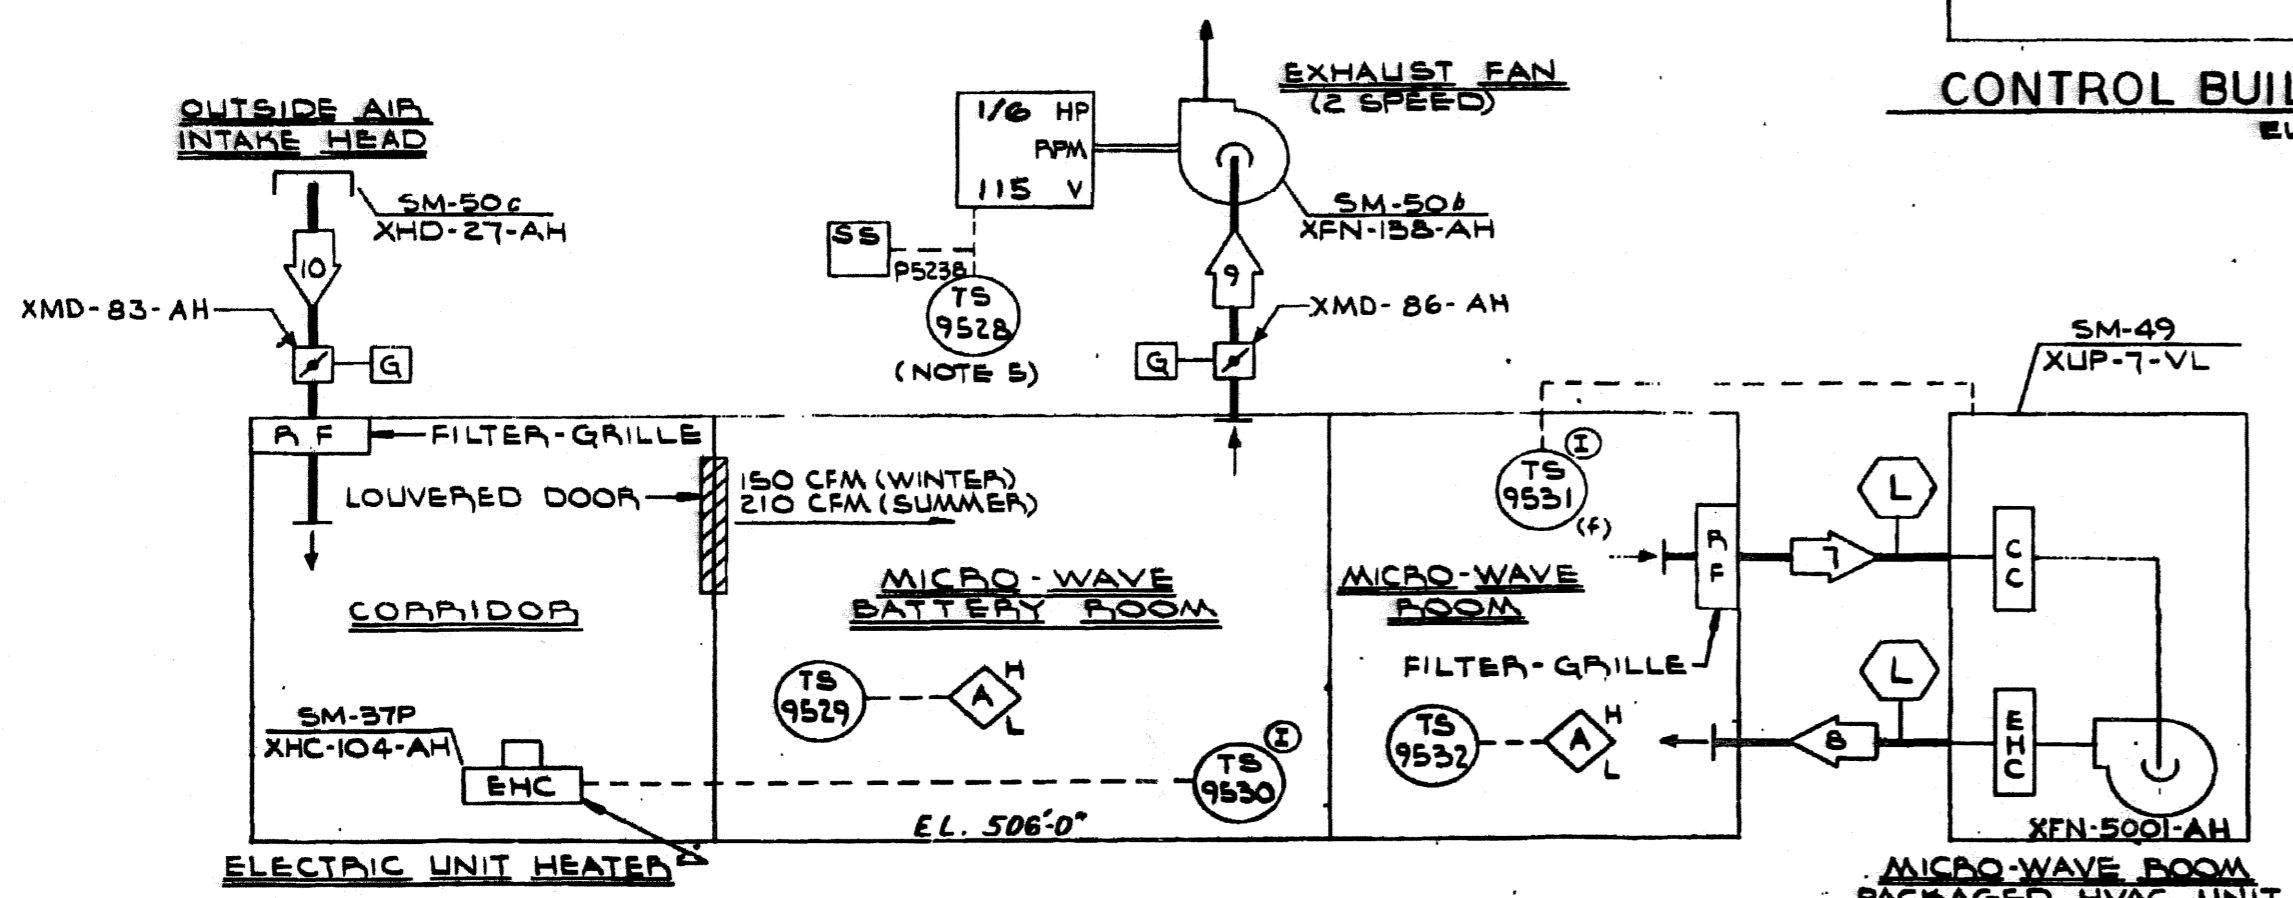 CONTROL BUIL
OUTSIDE AIR
INTAKE HEAD
SM-50c
XHD-27-AH
10
XMD-83-AH
G
1/6 HP
RPM
115 V
EXHAUST FAN
(2 SPEED)
SM-50b
XFN-138-AH
SS
P5238
TS
9528
(NOTE 5)
9
XMD-86-AH
G
SM-49
XUP-7-VL
R F
FILTER-GRILLE
LOUVERED DOOR
150 CFM (WINTER)
210 CFM (SUMMER)
CORRIDOR
MICRO-WAVE
BATTERY ROOM
I
TS
9531
(f)
MICRO-WAVE
ROOM
R
F
FILTER-GRILLE
7
L
C
C
L
8
E
H
C
XFN-5001-AH
SM-37P
XHC-104-AH
EHC
TS
9529
A
H
L
I
TS
9530
TS
9532
A
H
L
EL. 506'-0"
ELECTRIC UNIT HEATER
MICRO-WAVE ROOM
PACKAGED HVAC UNIT